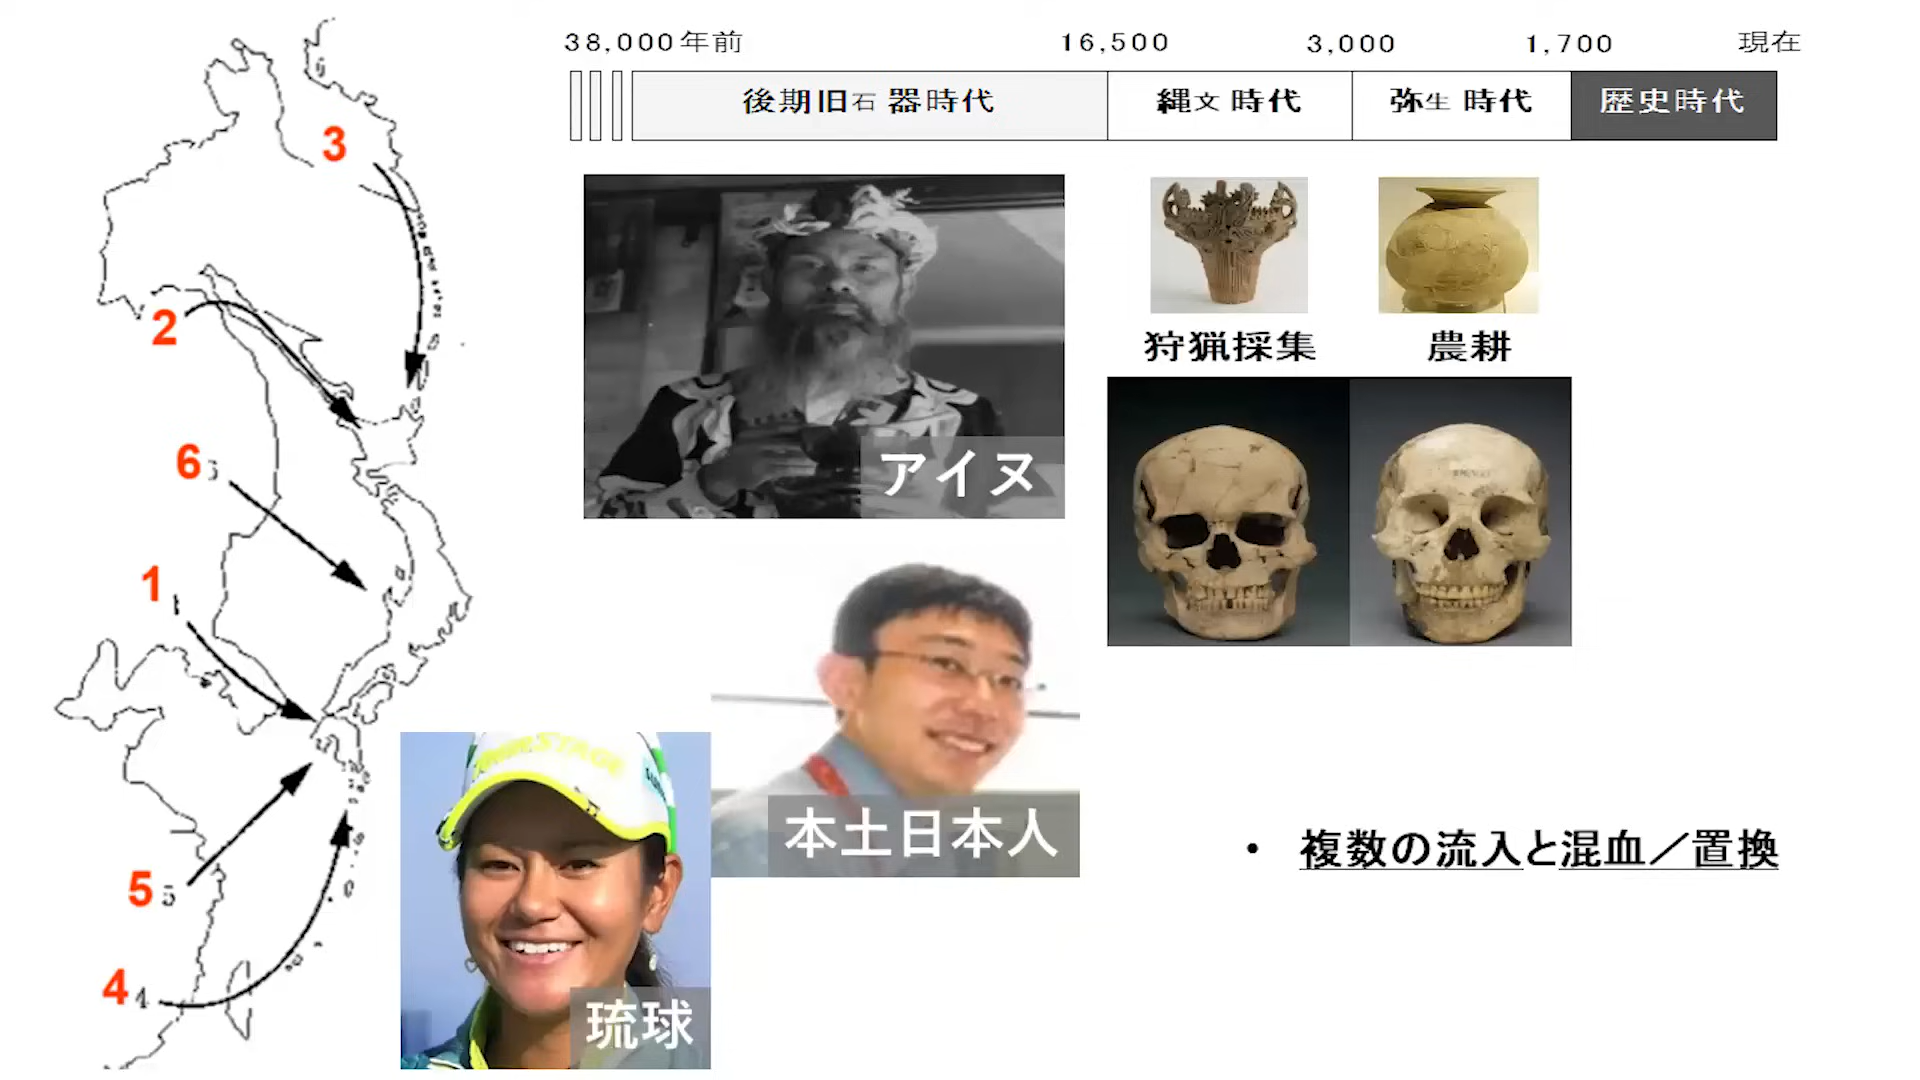 38,000年前 16,500 3,000 1,700 現在
後期旧石器時代 縄文時代 弥生時代 歴史時代
3
2
6
1
5 5
4 4
アイヌ
狩猟採集 農耕
本土日本人
琉球
• 複数の流入と混血／置換